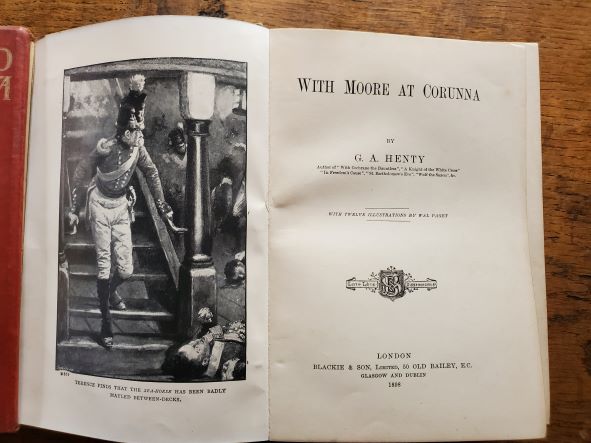 D
A
TERENCE FINDS THAT THE SEA-HORSE HAS BEEN BADLY
MAULED BETWEEN-DECKS.
WITH MOORE AT CORUNNA
BY
G. A. HENTY
Author of "With Cochrane the Dauntless", "A Knight of the White Cross"
"In Freedom's Cause", "St. Bartholomew's Eve", "Wulf the Saxon", &c.
WITH TWELVE ILLUSTRATIONS BY WAL PAGET
LONDON
BLACKIE & SON, LIMITED, 50 OLD BAILEY, E.C.
GLASGOW AND DUBLIN
1898